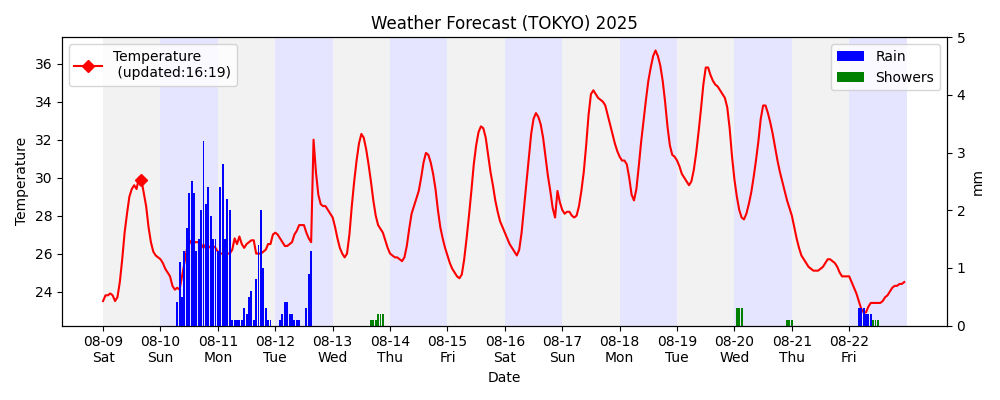 Weather Forecast (TOKYO) 2025
Temperature
(updated:16:19)
Rain
Showers
36
34
32
30
28
26
24
Temperature
5
4
3
2
1
0
mm
08-09 08-10 08-11 08-12 08-13 08-14 08-15 08-16 08-17 08-18 08-19 08-20 08-21 08-22
Sat Sun Mon Tue Wed Thu Fri Sat Sun Mon Tue Wed Thu Fri
Date